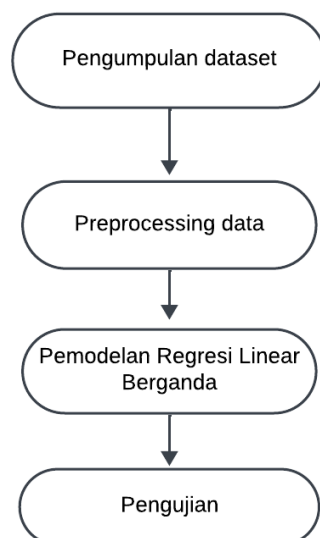 Pengumpulan dataset
Preprocessing data
Pemodelan Regresi Linear
Berganda
Pengujian